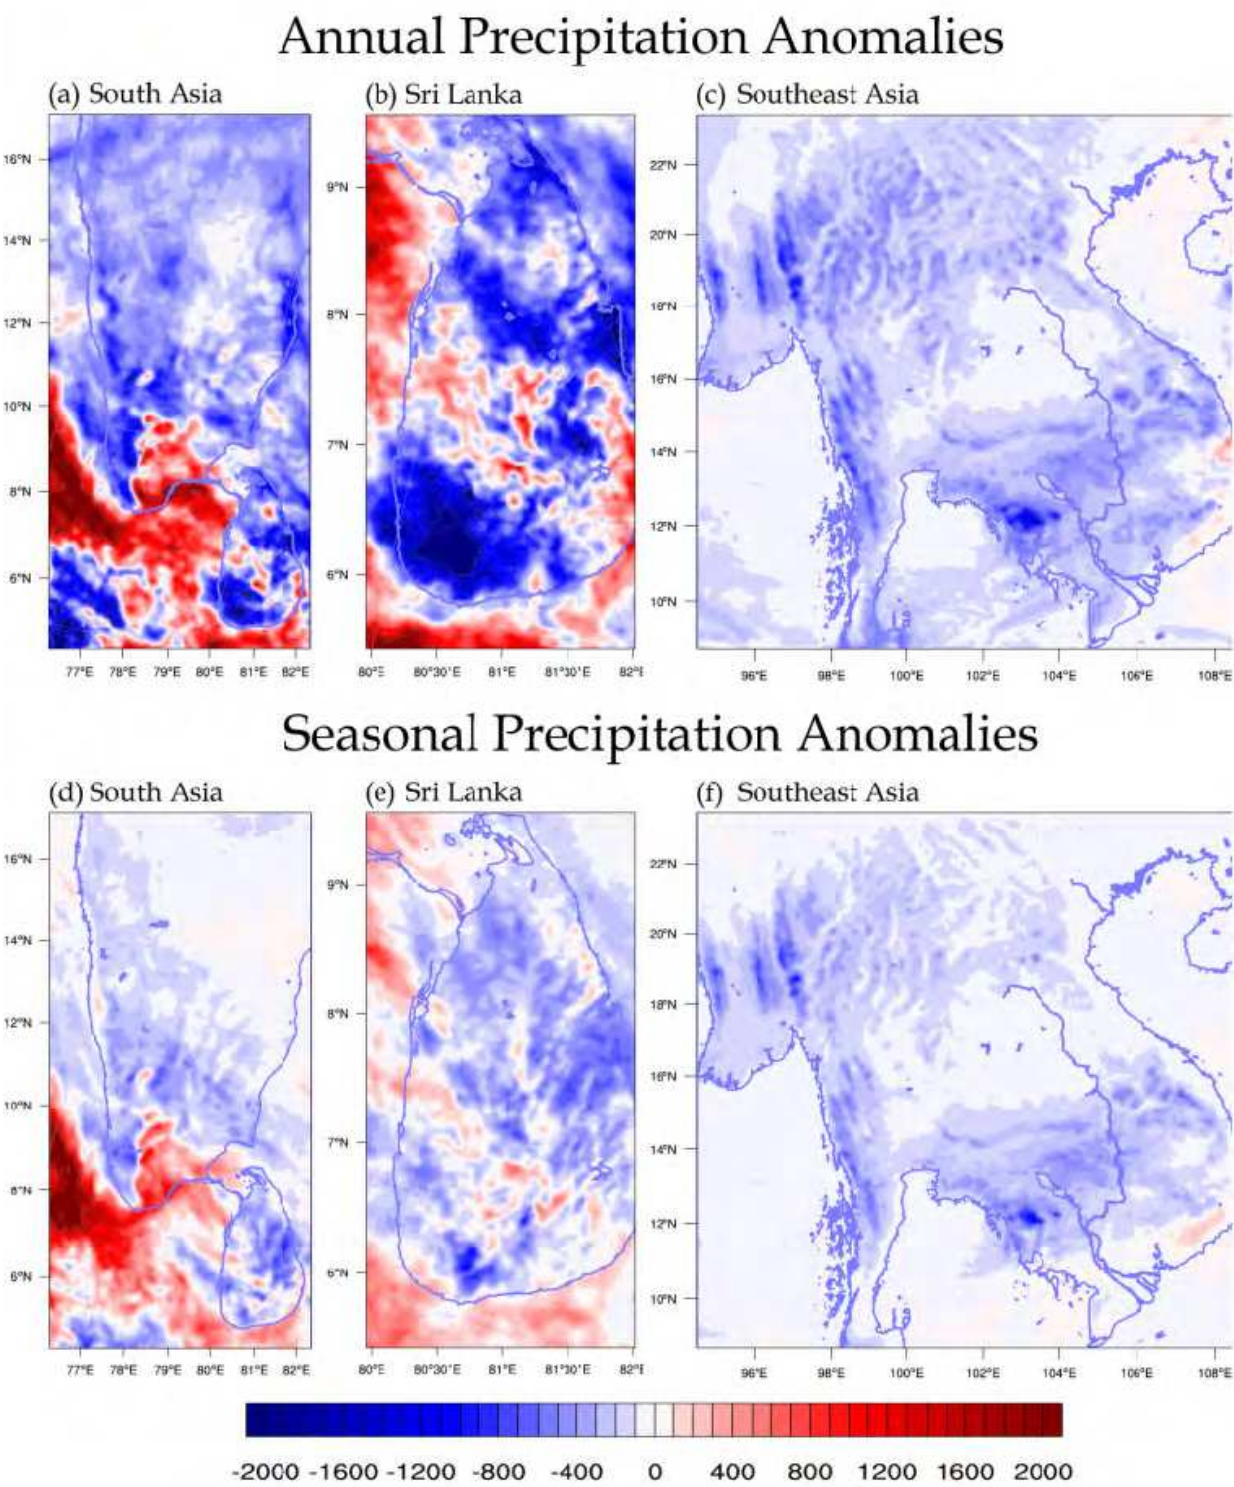 Annual Precipitation Anomalies
(a) South Asia
(b) Sri Lanka
(c) Southeast Asia
16°N
14°N
12°N
10°N
8°N
6°N
77°E 78°E 79°E 80°E 81°E 82°E
9°N
8°N
7°N
6°N
80°E 80°30'E 81°E 81°30'E 82°E
22°N
20°N
18°N
16°N
14°N
12°N
10°N
96°E 98°E 100°E 102°E 104°E 106°E 108°E
Seasonal Precipitation Anomalies
(d) South Asia
(e) Sri Lanka
(f) Southeast Asia
16°N
14°N
12°N
10°N
8°N
6°N
77°E 78°E 79°E 80°E 81°E 82°E
9°N
8°N
7°N
6°N
80°E 80°30'E 81°E 81°30'E 82°E
22°N
20°N
18°N
16°N
14°N
12°N
10°N
96°E 98°E 100°E 102°E 104°E 106°E 108°E
-2000 -1600 -1200 -800 -400 0 400 800 1200 1600 2000